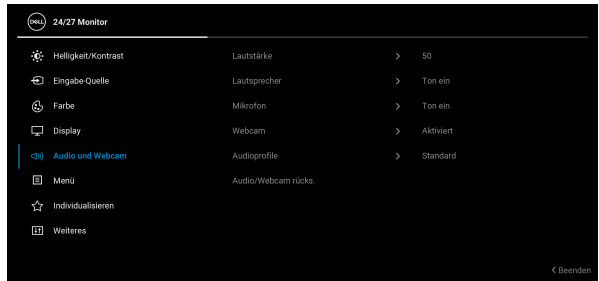 DELL 24/27 Monitor
Helligkeit/Kontrast Lautstärke 50
Eingabe-Quelle Lautsprecher Ton ein
Farbe Mikrofon Ton ein
Display Webcam Aktiviert
Audio und Webcam Audioprofile Standard
Menü Audio/Webcam rücks.
Individualisieren
Weiteres
Beenden